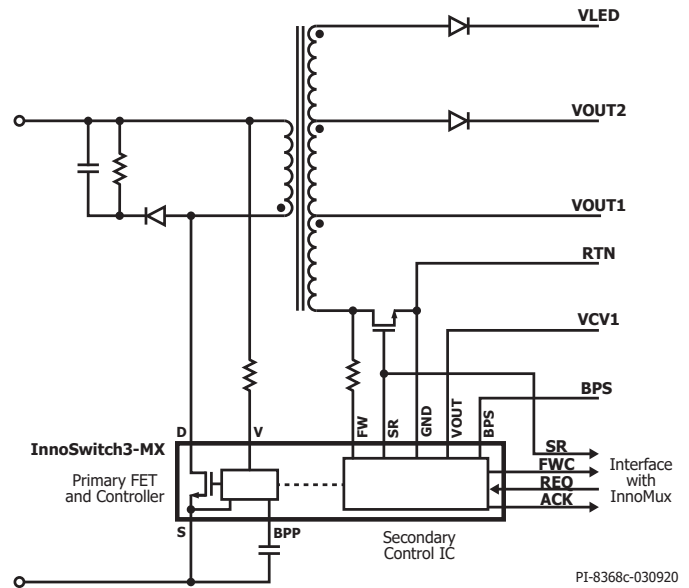 VLED
VOUT2
VOUT1
RTN
VCV1
BPS
D
V
FW
SR
GND
VOUT
BPS
InnoSwitch3-MX
Primary FET
and Controller
SR
FWC
REQ
ACK
Interface
with
InnoMux
S
BPP
Secondary
Control IC
PI-8368c-030920